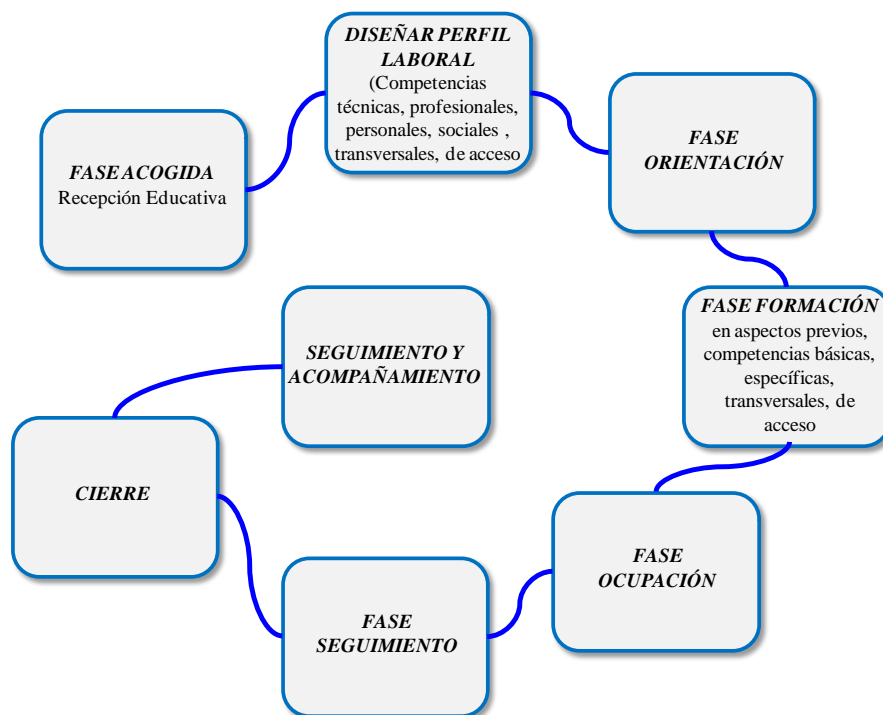 FASE ACOGIDA
Recepción Educativa
DISEÑAR PERFIL
LABORAL
(Competencias
técnicas, profesionales,
personales, sociales ,
transversales, de acceso
FASE
ORIENTACIÓN
FASE FORMACIÓN
en aspectos previos,
competencias básicas,
específicas,
transversales, de
acceso
FASE
OCUPACIÓN
FASE
SEGUIMIENTO
CIERRE
SEGUIMIENTO Y
ACOMPAÑAMIENTO